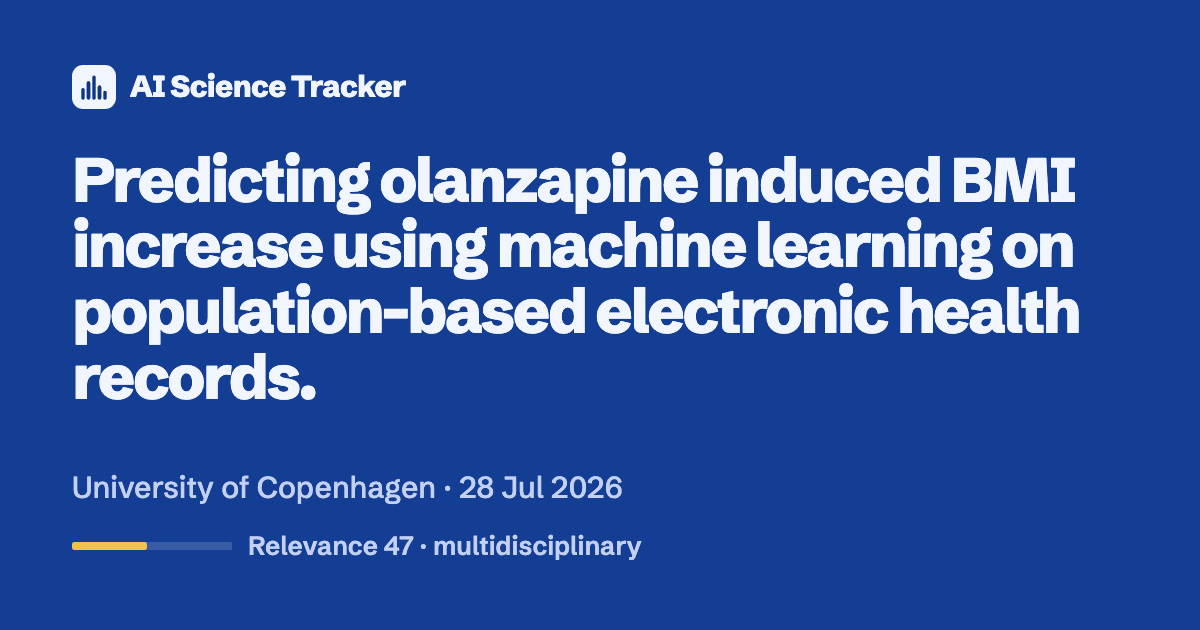 AI Science Tracker
Predicting olanzapine induced BMI
increase using machine learning on
population-based electronic health
records.
University of Copenhagen · 28 Jul 2026
Relevance 47 · multidisciplinary